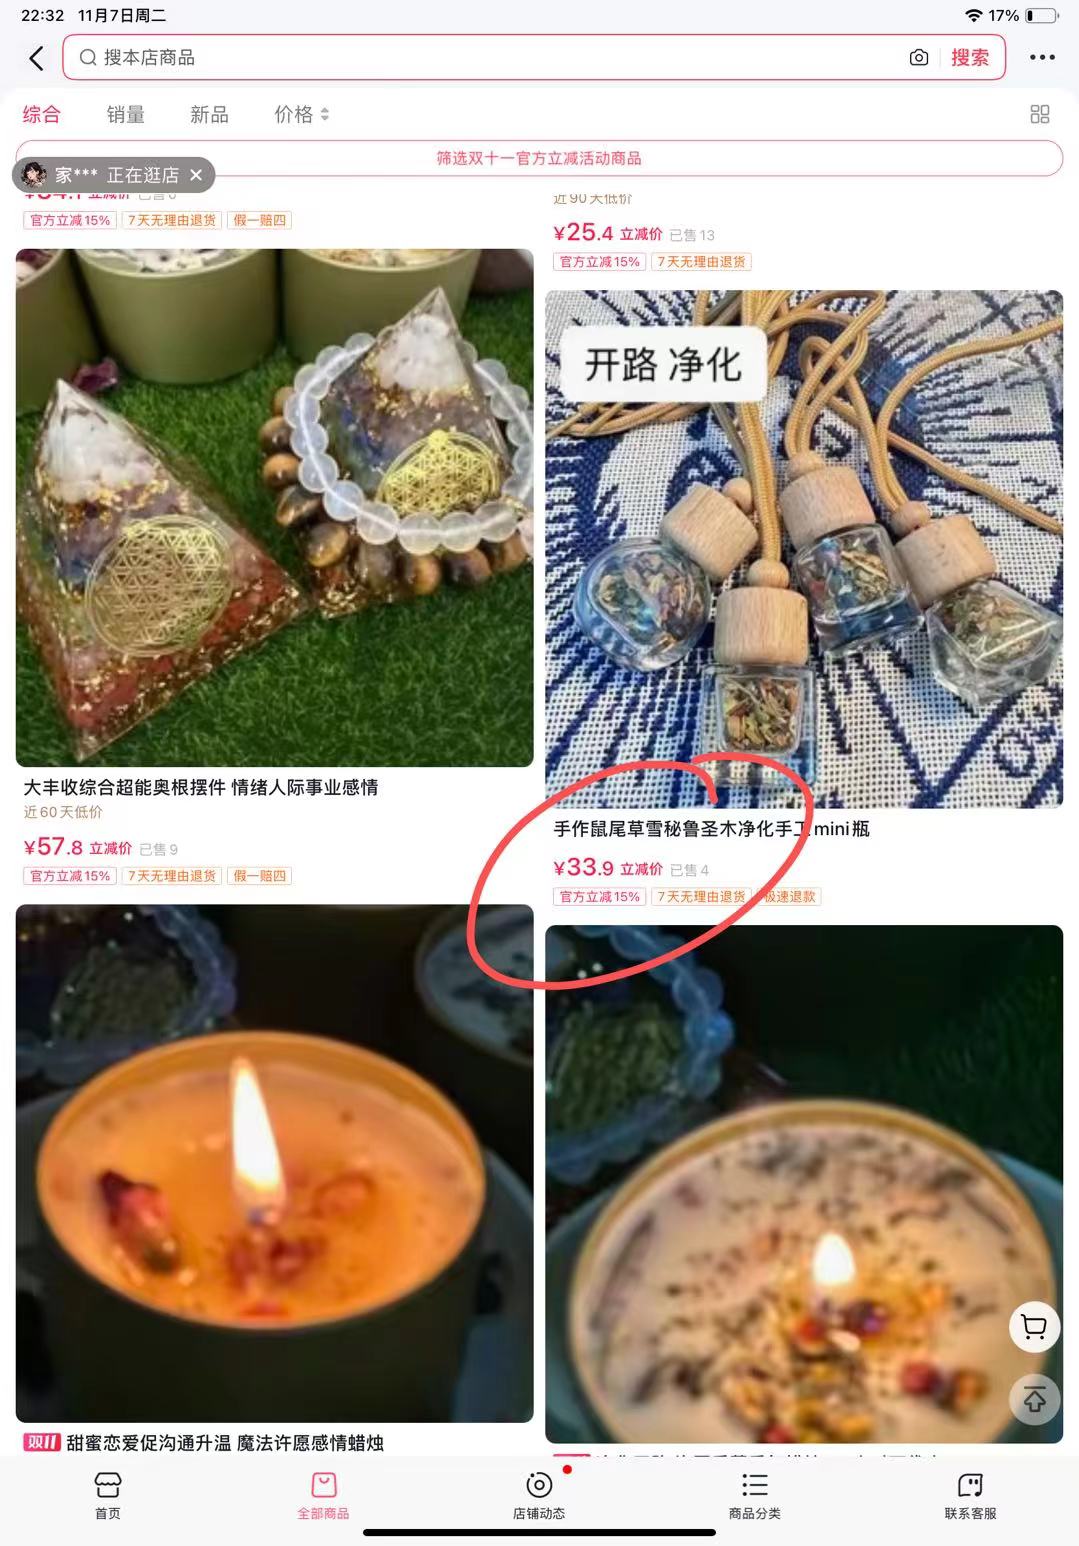 22:32 11月7日周二
17%
搜本店商品
搜索
综合 销量 新品 价格
筛选双十一官方立减活动商品
家*** 正在逛店
官方立减15% 7天无理由退货 假一赔四
近90天低价
¥25.4 立减价 已售13
官方立减15% 7天无理由退货
开路 净化
大丰收综合超能奥根摆件 情绪人际事业感情
近60天低价
¥57.8 立减价 已售9
官方立减15% 7天无理由退货 假一赔四
手作鼠尾草雪秘鲁圣木净化手工mini瓶
¥33.9 立减价 已售4
官方立减15% 7天无理由退货 极速退款
双11 甜蜜恋爱促沟通升温 魔法许愿感情蜡烛
首页
全部商品
店铺动态
商品分类
联系客服